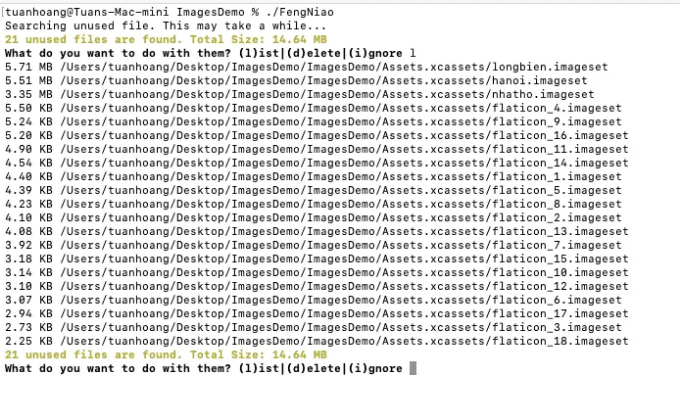 [tuanhoang@Tuans-Mac-mini ImagesDemo % ./FengNiao
Searching unused file. This may take a while...
21 unused files are found. Total Size: 14.64 MB
What do you want to do with them? (l)ist|(d)elete|(i)gnore l
5.71 MB /Users/tuanhoang/Desktop/ImagesDemo/ImagesDemo/Assets.xcassets/longbien.imageset
5.51 MB /Users/tuanhoang/Desktop/ImagesDemo/ImagesDemo/Assets.xcassets/hanoi.imageset
3.35 MB /Users/tuanhoang/Desktop/ImagesDemo/ImagesDemo/Assets.xcassets/nhatho.imageset
5.50 KB /Users/tuanhoang/Desktop/ImagesDemo/ImagesDemo/Assets.xcassets/flaticon_4.imageset
5.24 KB /Users/tuanhoang/Desktop/ImagesDemo/ImagesDemo/Assets.xcassets/flaticon_9.imageset
5.20 KB /Users/tuanhoang/Desktop/ImagesDemo/ImagesDemo/Assets.xcassets/flaticon_16.imageset
4.90 KB /Users/tuanhoang/Desktop/ImagesDemo/ImagesDemo/Assets.xcassets/flaticon_11.imageset
4.54 KB /Users/tuanhoang/Desktop/ImagesDemo/ImagesDemo/Assets.xcassets/flaticon_14.imageset
4.40 KB /Users/tuanhoang/Desktop/ImagesDemo/ImagesDemo/Assets.xcassets/flaticon_1.imageset
4.39 KB /Users/tuanhoang/Desktop/ImagesDemo/ImagesDemo/Assets.xcassets/flaticon_5.imageset
4.23 KB /Users/tuanhoang/Desktop/ImagesDemo/ImagesDemo/Assets.xcassets/flaticon_8.imageset
4.10 KB /Users/tuanhoang/Desktop/ImagesDemo/ImagesDemo/Assets.xcassets/flaticon_2.imageset
4.08 KB /Users/tuanhoang/Desktop/ImagesDemo/ImagesDemo/Assets.xcassets/flaticon_13.imageset
3.92 KB /Users/tuanhoang/Desktop/ImagesDemo/ImagesDemo/Assets.xcassets/flaticon_7.imageset
3.18 KB /Users/tuanhoang/Desktop/ImagesDemo/ImagesDemo/Assets.xcassets/flaticon_15.imageset
3.14 KB /Users/tuanhoang/Desktop/ImagesDemo/ImagesDemo/Assets.xcassets/flaticon_10.imageset
3.10 KB /Users/tuanhoang/Desktop/ImagesDemo/ImagesDemo/Assets.xcassets/flaticon_12.imageset
3.07 KB /Users/tuanhoang/Desktop/ImagesDemo/ImagesDemo/Assets.xcassets/flaticon_6.imageset
2.94 KB /Users/tuanhoang/Desktop/ImagesDemo/ImagesDemo/Assets.xcassets/flaticon_17.imageset
2.73 KB /Users/tuanhoang/Desktop/ImagesDemo/ImagesDemo/Assets.xcassets/flaticon_3.imageset
2.25 KB /Users/tuanhoang/Desktop/ImagesDemo/ImagesDemo/Assets.xcassets/flaticon_18.imageset
21 unused files are found. Total Size: 14.64 MB
What do you want to do with them? (l)ist|(d)elete|(i)gnore